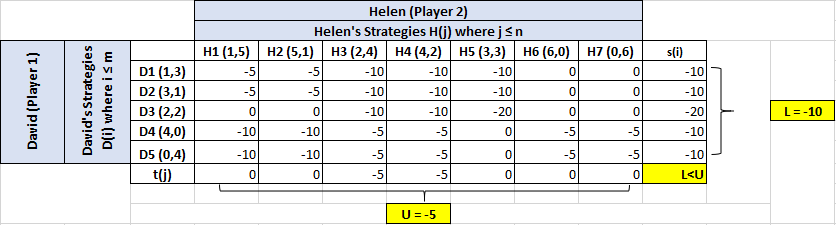 Helen (Player 2)
Helen's Strategies H(j) where j ≤ n
David (Player 1)
David's Strategies
D(i) where i ≤ m
H1 (1,5) H2 (5,1) H3 (2,4) H4 (4,2) H5 (3,3) H6 (6,0) H7 (0,6) s(i)
D1 (1,3) -5 -5 -10 -10 -10 0 0 -10
D2 (3,1) -5 -5 -10 -10 -10 0 0 -10
D3 (2,2) 0 0 -10 -10 -20 0 0 -20
L = -10
D4 (4,0) -10 -10 -5 -5 0 -5 -5 -10
D5 (0,4) -10 -10 -5 -5 0 -5 -5 -10
t(j) 0 0 -5 -5 0 0 0 L<U
U = -5